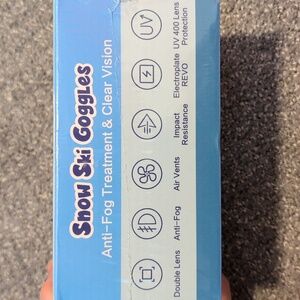 Snow Ski Goggles
Anti-Fog Treatment & Clear Vision
Double Lens
Anti-Fog
Air Vents
Impact
Resistance
Electroplate
REVO
UV
UV 400 Lens
Protection